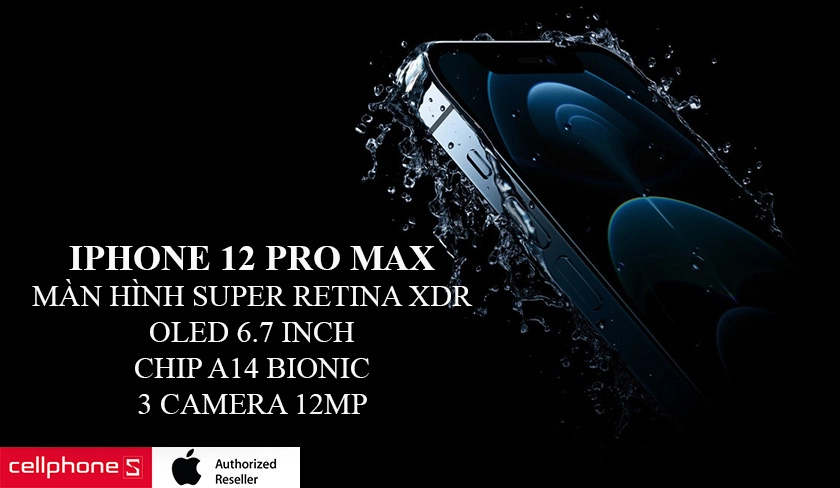 IPHONE 12 PRO MAX
MÀN HÌNH SUPER RETINA XDR
OLED 6.7 INCH
CHIP A14 BIONIC
3 CAMERA 12MP
cellphoneS
Authorized
Reseller